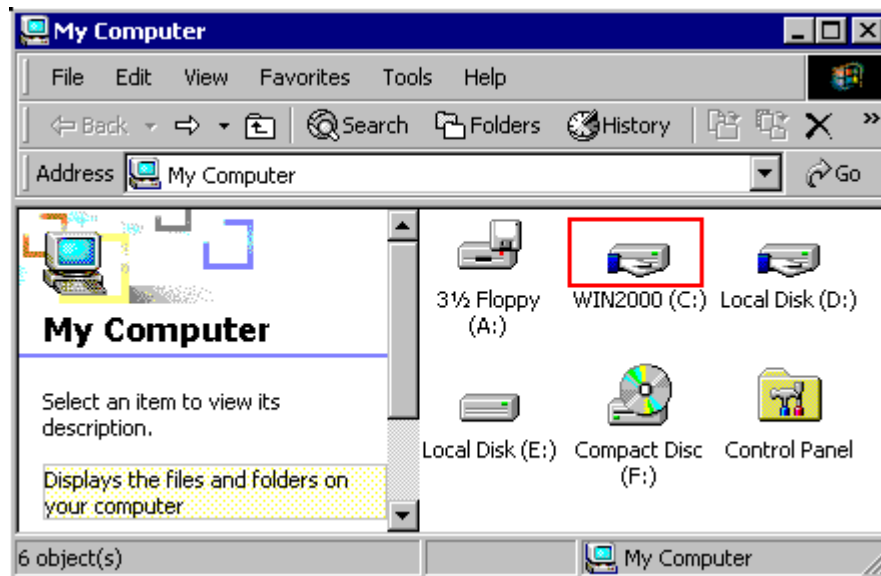 My Computer
File Edit View Favorites Tools Help
Back Search Folders History »
Address My Computer Go
My Computer
Select an item to view its
description.
Displays the files and folders on
your computer
3½ Floppy
(A:)
WIN2000 (C:)
Local Disk (D:)
Local Disk (E:)
Compact Disc
(F:)
Control Panel
6 object(s) My Computer